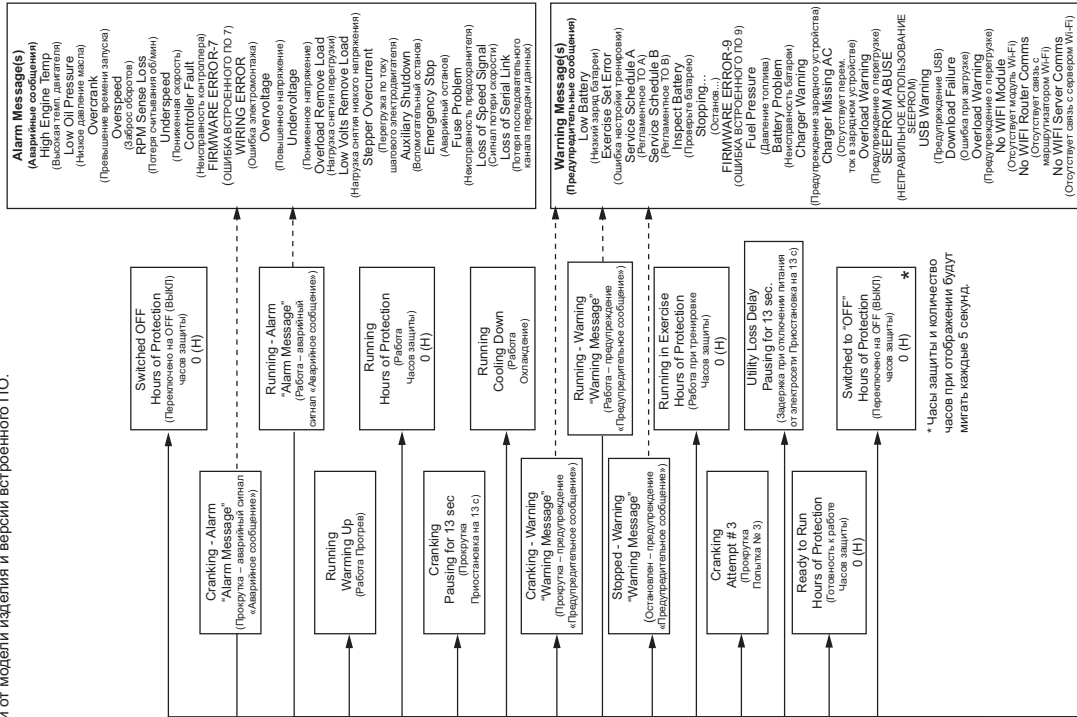 и от модели изделия и версии встроенного ПО.
Switched OFF
Hours of Protection
(Переключено на OFF (ВЫКЛ)
часов защиты)
0 (H)
Cranking - Alarm
"Alarm Message"
(Прокрутка – аварийный сигнал
«Аварийное сообщение»)
Running - Alarm
"Alarm Message"
(Работа – аварийный
сигнал «Аварийное сообщение»)
Running
Warming Up
(Работа Прогрев)
Running
Hours of Protection
(Работа
Часов защиты)
0 (H)
Cranking
Pausing for 13 sec
(Прокрутка
Приостановка на 13 с)
Running
Cooling Down
(Работа
Охлаждение)
Cranking - Warning
"Warning Message"
(Прокрутка – предупреждение
«Предупредительное сообщение»)
Running - Warning
"Warning Message"
(Работа – предупреждение
«Предупредительное сообщение»)
Stopped - Warning
"Warning Message"
(Остановлен – предупреждение
«Предупредительное сообщение»)
Running in Exercise
Hours of Protection
(Работа при тренировке
Часов защиты)
0 (H)
Cranking
Attempt # 3
(Прокрутка
Попытка № 3)
Utility Loss Delay
Pausing for 13 sec.
(Задержка при отключении питания
от электросети Приостановка на 13 с)
Ready to Run
Hours of Protection
(Готовность к работе
Часов защиты)
0 (H)
Switched to "OFF"
Hours of Protection
(Переключено на OFF (ВЫКЛ)
часов защиты)
0 (H)
*
* Часы защиты и количество
часов при отображении будут
мигать каждые 5 секунд.
Alarm Message(s)
(Аварийные сообщения)
High Engine Temp
(Высокая темп. двигателя)
Low Oil Pressure
(Низкое давление масла)
Overcrank
(Превышение времени запуска)
Overspeed
(Заброс оборотов)
RPM Sense Loss
(Потеря считывания об/мин)
Underspeed
(Пониженная скорость)
Controller Fault
(Неисправность контроллера)
FIRMWARE ERROR-7
(ОШИБКА ВСТРОЕННОГО ПО 7)
WIRING ERROR
(Ошибка электромонтажа)
Overvoltage
(Повышенное напряжение)
Undervoltage
(Пониженное напряжение)
Overload Remove Load
(Нагрузка снятия перегрузки)
Low Volts Remove Load
(Нагрузка снятия низкого напряжения)
Stepper Overcurrent
(Перегрузка по току
шагового электродвигателя)
Auxiliary Shutdown
(Вспомогательный останов)
Emergency Stop
(Аварийный останов)
Fuse Problem
(Неисправность предохранителя)
Loss of Speed Signal
(Сигнал потери скорости)
Loss of Serial Link
(Потеря последовательного
канала передачи данных)
Warning Message(s)
(Предупредительные сообщения)
Low Battery
(Низкий заряд батареи)
Exercise Set Error
(Ошибка настройки тренировки)
Service Schedule A
(Регламентное ТО A)
Service Schedule B
(Регламентное ТО B)
Inspect Battery
(Проверьте батарею)
Stopping...
(Останов...)
FIRMWARE ERROR-9
(ОШИБКА ВСТРОЕННОГО ПО 9)
Fuel Pressure
(Давление топлива)
Battery Problem
(Неисправность батареи)
Charger Warning
(Предупреждение зарядного устройства)
Charger Missing AC
(Отсутствует перем.
ток в зарядном устройстве)
Overload Warning
(Предупреждение о перегрузке)
SEEPROM ABUSE
(НЕПРАВИЛЬНОЕ ИСПОЛЬЗОВАНИЕ
SEEPROM)
USB Warning
(Предупреждение USB)
Download Failure
(Ошибка при загрузке)
Overload Warning
(Предупреждение о перегрузке)
No WIFI Module
(Отсутствует модуль Wi-Fi)
No WIFI Router Comms
(Отсутствует связь с
маршрутизатором Wi-Fi)
No WIFI Server Comms
(Отсутствует связь с сервером Wi-Fi)